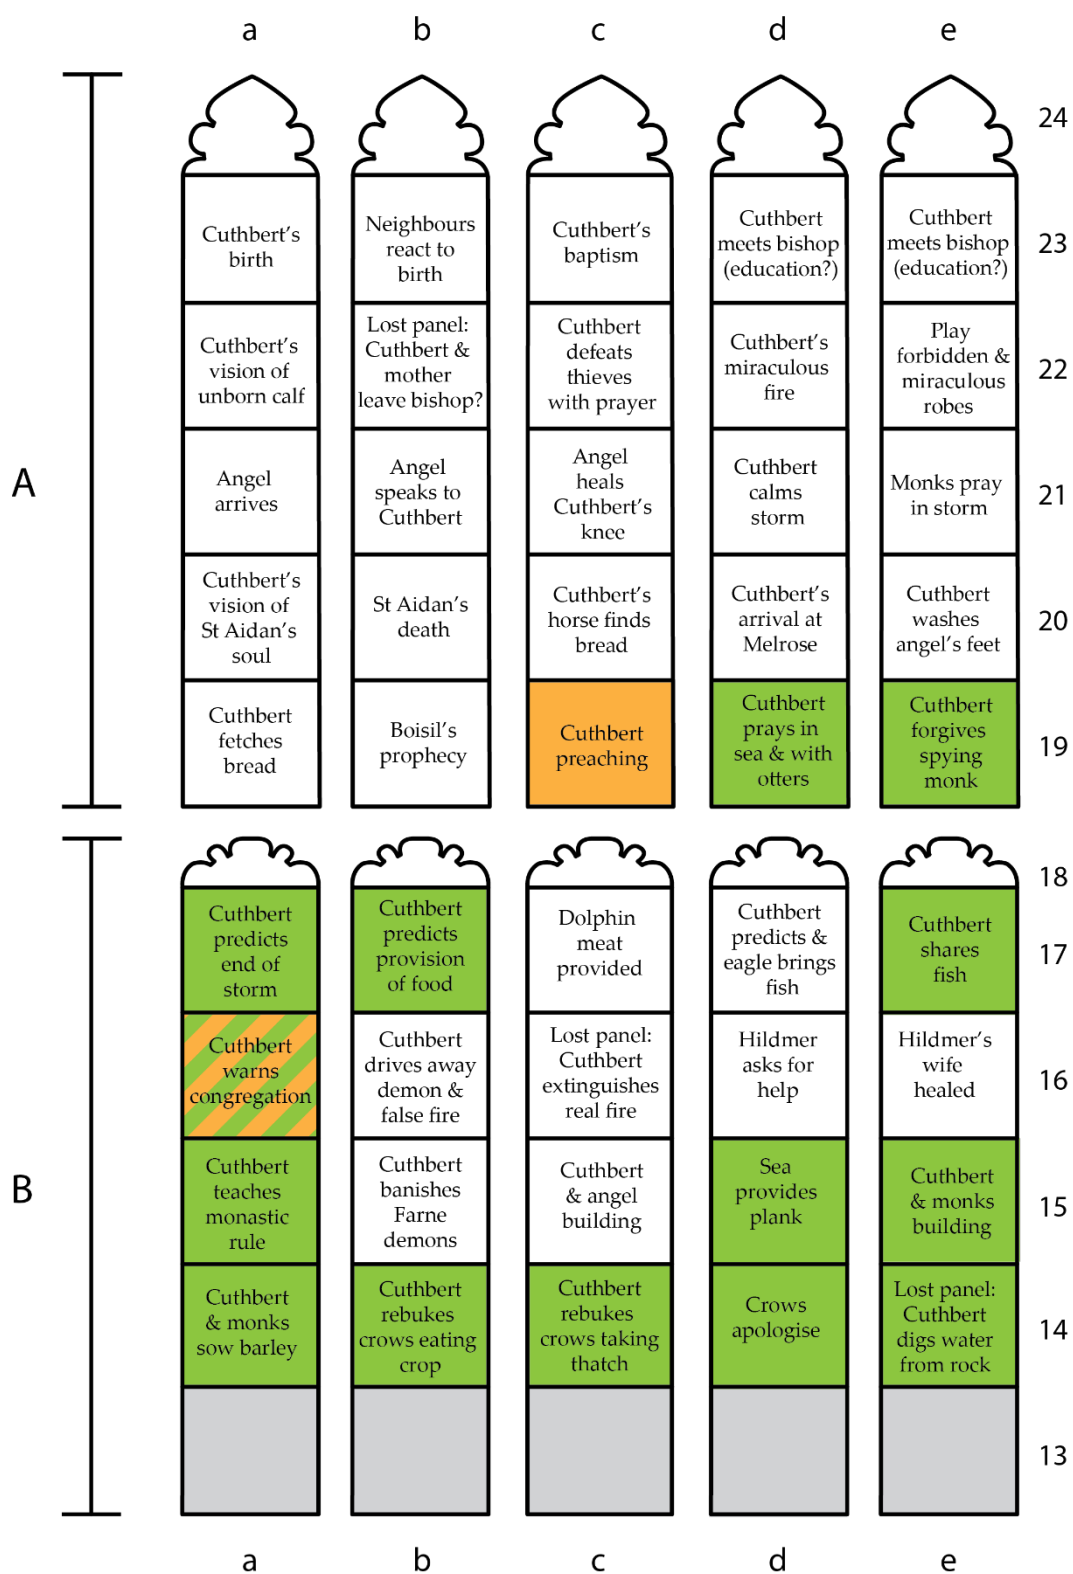 a b c d e
24
Cuthbert's
birth
Neighbours
react to
birth
Cuthbert's
baptism
Cuthbert
meets bishop
(education?)
Cuthbert
meets bishop
(education?)
23
Cuthbert's
vision of
unborn calf
Lost panel:
Cuthbert &
mother
leave bishop?
Cuthbert
defeats
thieves
with prayer
Cuthbert's
miraculous
fire
Play
forbidden &
miraculous
robes
22
A
Angel
arrives
Angel
speaks to
Cuthbert
Angel
heals
Cuthbert's
knee
Cuthbert
calms
storm
Monks pray
in storm
21
Cuthbert's
vision of
St Aidan's
soul
St Aidan's
death
Cuthbert's
horse finds
bread
Cuthbert's
arrival at
Melrose
Cuthbert
washes
angel's feet
20
Cuthbert
fetches
bread
Boisil's
prophecy
Cuthbert
preaching
Cuthbert
prays in
sea & with
otters
Cuthbert
forgives
spying
monk
19
18
Cuthbert
predicts
end of
storm
Cuthbert
predicts
provision
of food
Dolphin
meat
provided
Cuthbert
predicts &
eagle brings
fish
Cuthbert
shares
fish
17
Cuthbert
warns
congregation
Cuthbert
drives away
demon &
false fire
Lost panel:
Cuthbert
extinguishes
real fire
Hildmer
asks for
help
Hildmer's
wife
healed
16
B
Cuthbert
teaches
monastic
rule
Cuthbert
banishes
Farne
demons
Cuthbert
& angel
building
Sea
provides
plank
Cuthbert
& monks
building
15
Cuthbert
& monks
sow barley
Cuthbert
rebukes
crows eating
crop
Cuthbert
rebukes
crows taking
thatch
Crows
apologise
Lost panel:
Cuthbert
digs water
from rock
14
13
a b c d e